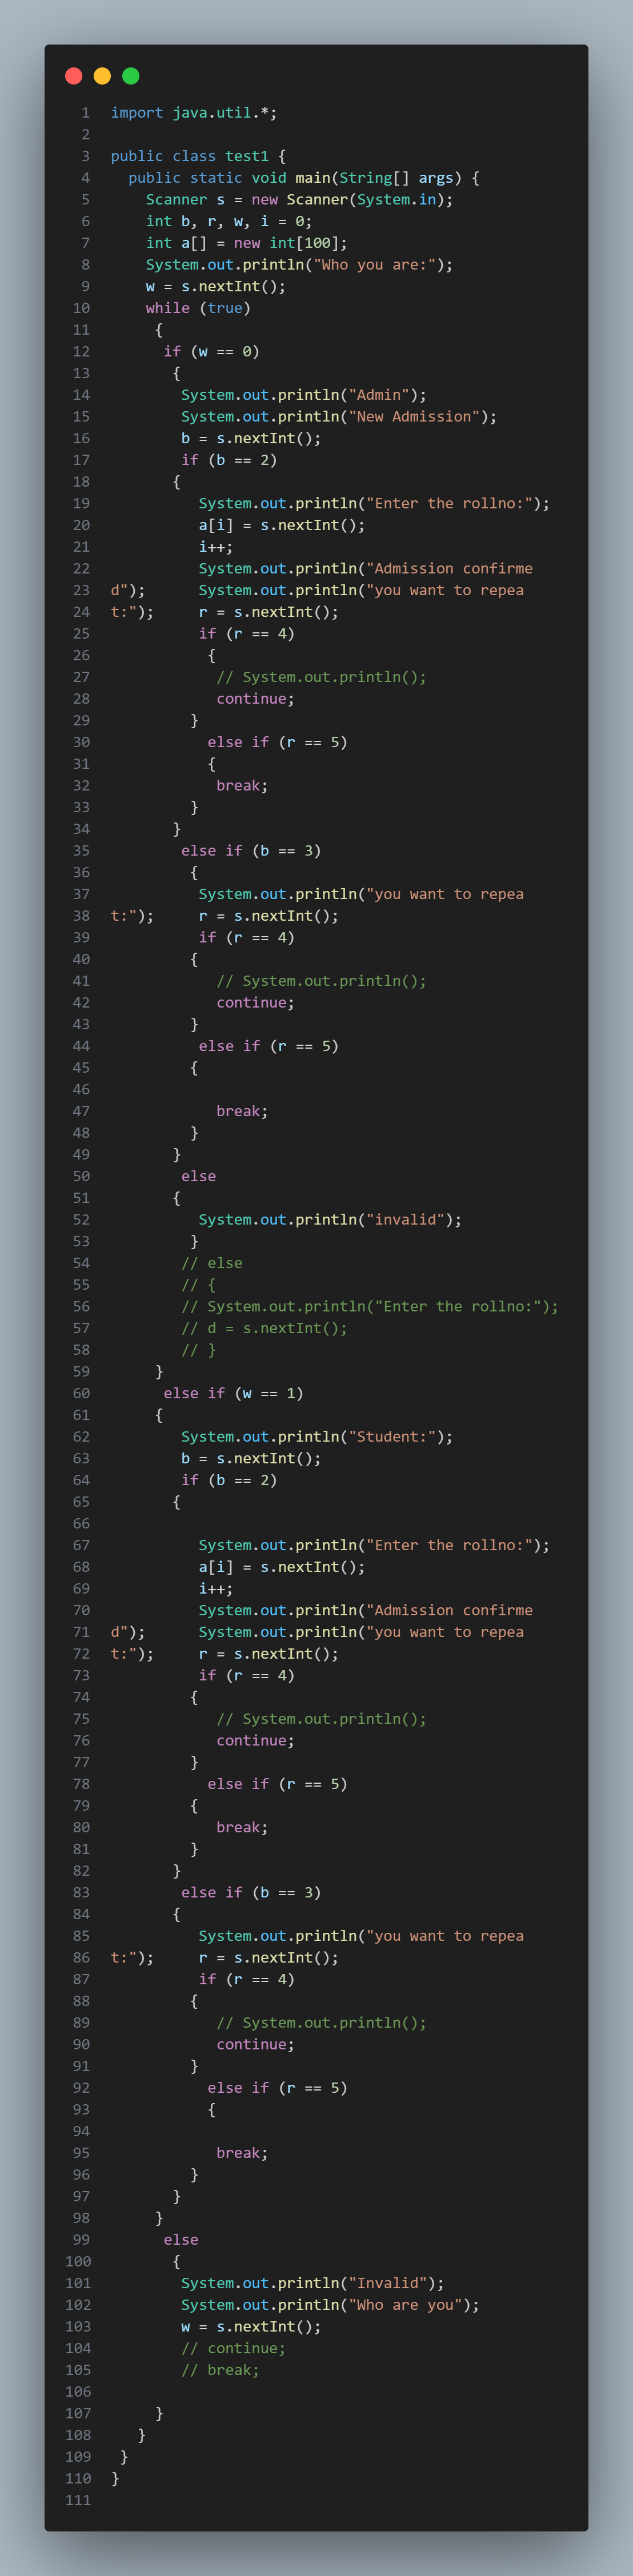 1 import java.util.*;
2
3 public class test1 {
4   public static void main(String[] args) {
5     Scanner s = new Scanner(System.in);
6     int b, r, w, i = 0;
7     int a[] = new int[100];
8     System.out.println("Who you are:");
9     w = s.nextInt();
10     while (true)
11      {
12       if (w == 0)
13        {
14         System.out.println("Admin");
15         System.out.println("New Admission");
16         b = s.nextInt();
17         if (b == 2)
18        {
19           System.out.println("Enter the rollno:");
20           a[i] = s.nextInt();
21           i++;
22           System.out.println("Admission confirme
23 d");      System.out.println("you want to repea
24 t:");     r = s.nextInt();
25           if (r == 4)
26            {
27             // System.out.println();
28             continue;
29          }
30            else if (r == 5)
31            {
32             break;
33          }
34        }
35         else if (b == 3)
36          {
37           System.out.println("you want to repea
38 t:");     r = s.nextInt();
39           if (r == 4)
40          {
41             // System.out.println();
42             continue;
43          }
44           else if (r == 5)
45          {
46
47             break;
48          }
49        }
50         else
51        {
52           System.out.println("invalid");
53          }
54         // else
55         // {
56         // System.out.println("Enter the rollno:");
57         // d = s.nextInt();
58         // }
59      }
60       else if (w == 1)
61      {
62         System.out.println("Student:");
63         b = s.nextInt();
64         if (b == 2)
65        {
66
67           System.out.println("Enter the rollno:");
68           a[i] = s.nextInt();
69           i++;
70           System.out.println("Admission confirme
71 d");      System.out.println("you want to repea
72 t:");     r = s.nextInt();
73           if (r == 4)
74          {
75             // System.out.println();
76             continue;
77          }
78            else if (r == 5)
79          {
80             break;
81          }
82        }
83         else if (b == 3)
84        {
85           System.out.println("you want to repea
86 t:");     r = s.nextInt();
87           if (r == 4)
88          {
89             // System.out.println();
90             continue;
91          }
92            else if (r == 5)
93            {
94
95             break;
96          }
97        }
98      }
99       else
100        {
101         System.out.println("Invalid");
102         System.out.println("Who are you");
103         w = s.nextInt();
104         // continue;
105         // break;
106
107      }
108    }
109  }
110 }
111